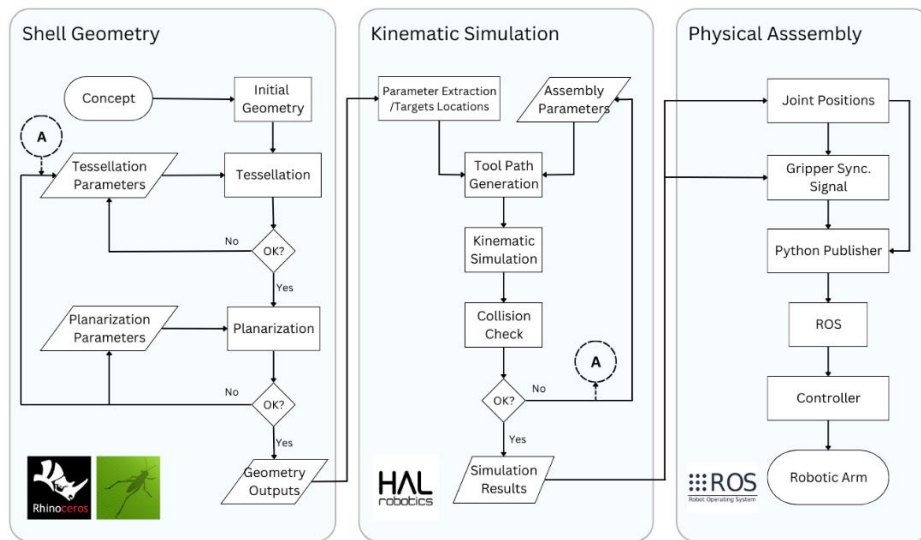 Shell Geometry
Concept
Initial
Geometry
A
Tessellation
Parameters
Tessellation
No
OK?
Yes
Planarization
Parameters
Planarization
No
OK?
Yes
Geometry
Outputs
Rhinoceros
Kinematic Simulation
Parameter Extraction
/Targets Locations
Assembly
Parameters
Tool Path
Generation
Kinematic
Simulation
Collision
Check
A
OK?
No
Yes
Simulation
Results
HAL
robotics
Physical Asssembly
Joint Positions
Gripper Sync.
Signal
Python Publisher
ROS
Controller
Robotic Arm
ROS
Robot Operating System